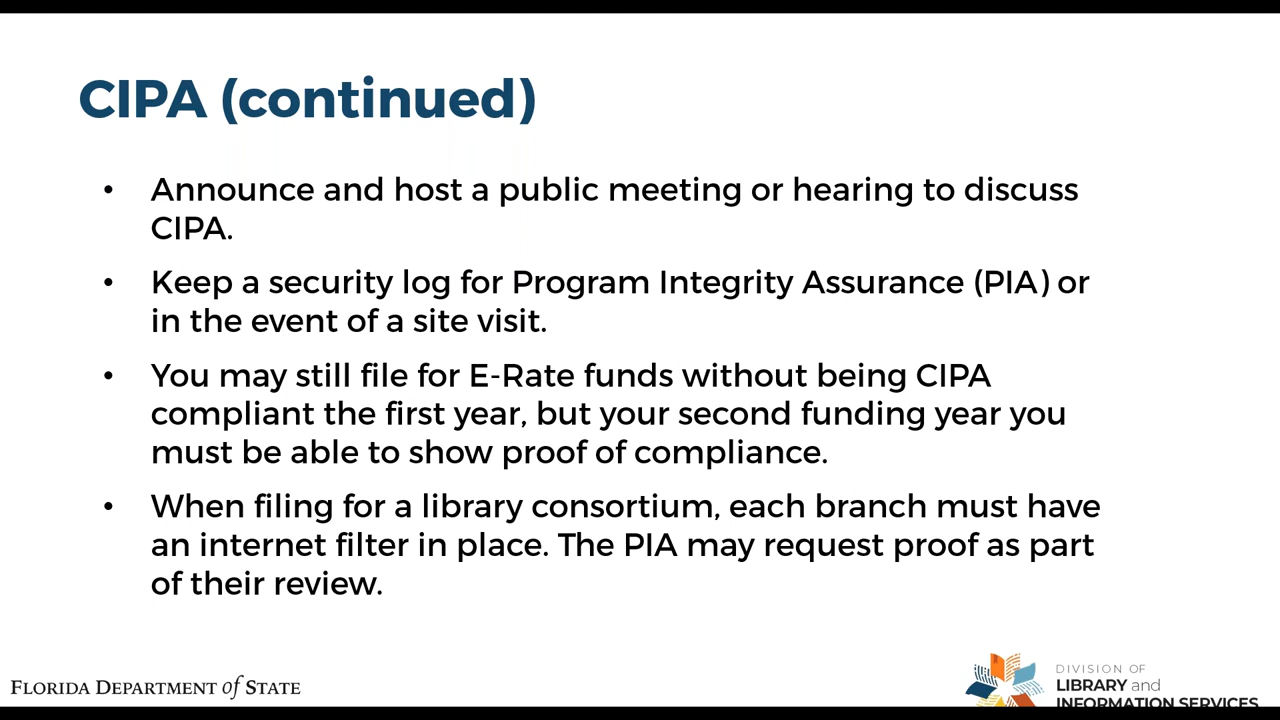 CIPA (continued)
• Announce and host a public meeting or hearing to discuss
CIPA.
• Keep a security log for Program Integrity Assurance (PIA) or
in the event of a site visit.
• You may still file for E-Rate funds without being CIPA
compliant the first year, but your second funding year you
must be able to show proof of compliance.
• When filing for a library consortium, each branch must have
an internet filter in place. The PIA may request proof as part
of their review.
FLORIDA DEPARTMENT of STATE
DIVISION OF
LIBRARY and
INFORMATION SERVICES